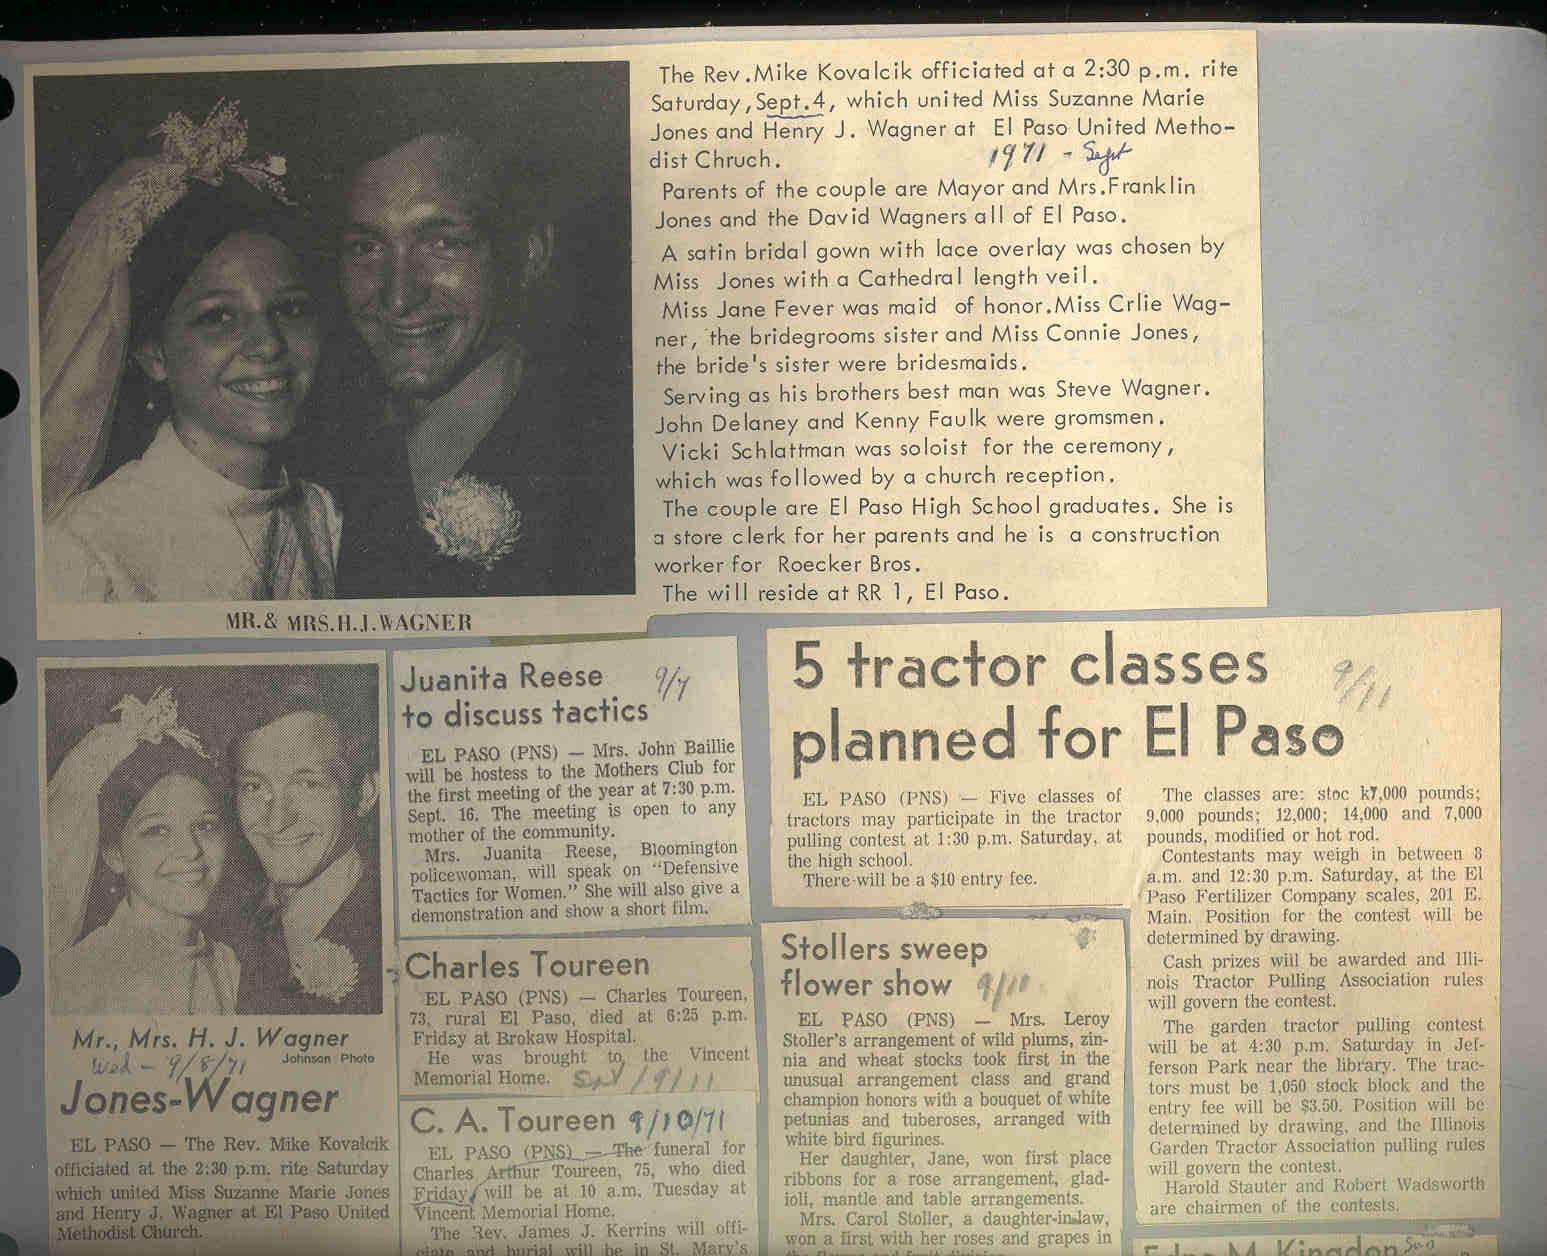 The Rev. Mike Kovalcik officiated at a 2:30 p.m. rite
Saturday, Sept. 4, which united Miss Suzanne Marie
Jones and Henry J. Wagner at El Paso United Metho-
dist Chruch.
1971 - Sept
Parents of the couple are Mayor and Mrs. Franklin
Jones and the David Wagners all of El Paso.
A satin bridal gown with lace overlay was chosen by
Miss Jones with a Cathedral length veil.
Miss Jane Fever was maid of honor. Miss Crlie Wag-
ner, the bridegrooms sister and Miss Connie Jones,
the bride's sister were bridesmaids.
Serving as his brothers best man was Steve Wagner.
John Delaney and Kenny Faulk were gromsmen.
Vicki Schlattman was soloist for the ceremony,
which was followed by a church reception.
The couple are El Paso High School graduates. She is
a store clerk for her parents and he is a construction
worker for Roecker Bros.
The will reside at RR 1, El Paso.
MR. & MRS. H. J. WAGNER
Mr., Mrs. H. J. Wagner
Wed - 9/8/71
Johnson Photo
Jones-Wagner
EL PASO — The Rev. Mike Kovalcik
officiated at the 2:30 p.m. rite Saturday
which united Miss Suzanne Marie Jones
and Henry J. Wagner at El Paso United
Methodist Church.
Juanita Reese
to discuss tactics
9/7
EL PASO (PNS) — Mrs. John Baillie
will be hostess to the Mothers Club for
the first meeting of the year at 7:30 p.m.
Sept. 16. The meeting is open to any
mother of the community.
Mrs. Juanita Reese, Bloomington
policewoman, will speak on "Defensive
Tactics for Women." She will also give a
demonstration and show a short film.
Charles Toureen
EL PASO (PNS) — Charles Toureen,
73, rural El Paso, died at 6:25 p.m.
Friday at Brokaw Hospital.
He was brought to the Vincent
Memorial Home.
9/11
C. A. Toureen
9/10/71
EL PASO (PNS) — The funeral for
Charles Arthur Toureen, 75, who died
Friday, will be at 10 a.m. Tuesday at
Vincent Memorial Home.
The Rev. James J. Kerrins will offi-
ciate and burial will be in St. Mary's
5 tractor classes
planned for El Paso
9/11
EL PASO (PNS) — Five classes of
tractors may participate in the tractor
pulling contest at 1:30 p.m. Saturday, at
the high school.
There will be a $10 entry fee.
The classes are: stoc k7,000 pounds;
9,000 pounds; 12,000; 14,000 and 7,000
pounds, modified or hot rod.
Contestants may weigh in between 8
a.m. and 12:30 p.m. Saturday, at the El
Paso Fertilizer Company scales, 201 E.
Main. Position for the contest will be
determined by drawing.
Cash prizes will be awarded and Illi-
nois Tractor Pulling Association rules
will govern the contest.
The garden tractor pulling contest
will be at 4:30 p.m. Saturday in Jef-
ferson Park near the library. The trac-
tors must be 1,050 stock block and the
entry fee will be $3.50. Position will be
determined by drawing, and the Illinois
Garden Tractor Association pulling rules
will govern the contest.
Harold Stauter and Robert Wadsworth
are chairmen of the contests.
Stollers sweep
flower show
9/10
EL PASO (PNS) — Mrs. Leroy
Stoller's arrangement of wild plums, zin-
nia and wheat stocks took first in the
unusual arrangement class and grand
champion honors with a bouquet of white
petunias and tuberoses, arranged with
white bird figurines.
Her daughter, Jane, won first place
ribbons for a rose arrangement, glad-
ioli, mantle and table arrangements.
Mrs. Carol Stoller, a daughter-in-law,
won a first with her roses and grapes in
Edna M. Kingdon
Sun